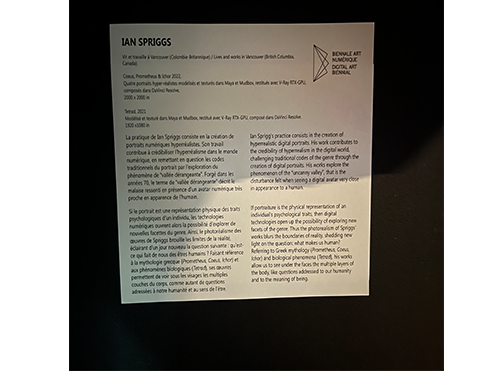 IAN SPRIGGS
BIENNALE ART
NUMÉRIQUE
DIGITAL ART
BIENNIAL
Vit et travaille à Vancouver (Colombie-Britannique) / Lives and works in Vancouver (British Columbia,
Canada)
Coeus, Prometheus & Ichor 2022,
Quatre portraits hyper-réalistes modélisés et texturés dans Maya et Mudbox, restitués avec V-Ray RTX-GPU,
composés dans DaVinci Resolve,
2000 x 2000 in
Tetrad, 2021
Modélisé et texturé dans Maya et Mudbox, restitué avec V-Ray RTX-GPU, composé dans DaVinci Resolve.
1920 x1080 in
La pratique de Ian Spriggs consiste en la création de
portraits numériques hyperréalistes. Son travail
contribue à crédibiliser l'hyperréalisme dans le monde
numérique, en remettant en question les codes
traditionnels du portrait par l'exploration du
phénomène de "vallée dérangeante". Forgé dans les
années 70, le terme de "vallée dérangeante" décrit le
malaise ressenti en présence d'un avatar numérique très
proche en apparence de l'humain.
Si le portrait est une représentation physique des traits
psychologiques d'un individu, les technologies
numériques ouvrent alors la possibilité d'explorer de
nouvelles facettes du genre. Ainsi, le photoréalisme des
œuvres de Spriggs brouille les limites de la réalité,
éclairant d'un jour nouveau la question suivante : qu'est-
ce qui fait de nous des êtres humains ? Faisant référence
à la mythologie grecque (Prometheus, Coeus, Ichor) et
aux phénomènes biologiques (Tetrad), ses œuvres
permettent de voir sous les visages les multiples
couches du corps, comme autant de questions
adressées à notre humanité et au sens de l'être.
Ian Sprigg's practice consists in the creation of
hyperrealistic digital portraits. His work contributes to
the credibility of hyperrealism in the digital world,
challenging traditional codes of the genre through the
creation of digital portraits. His works explore the
phenomenon of the "uncanny valley", that is the
disturbance felt when seeing a digital avatar very close
in appearance to a human.
If portraiture is the physical representation of an
individual's psychological traits, then digital
technologies open up the possibility of exploring new
facets of the genre. Thus the photorealism of Spriggs'
works blurs the boundaries of reality, shedding new
light on the question: what makes us human?
Referring to Greek mythology (Prometheus, Coeus,
Ichor) and biological phenomena (Tetrad), his works
allow us to see under the faces the multiple layers of
the body, like questions addressed to our humanity
and to the meaning of being.